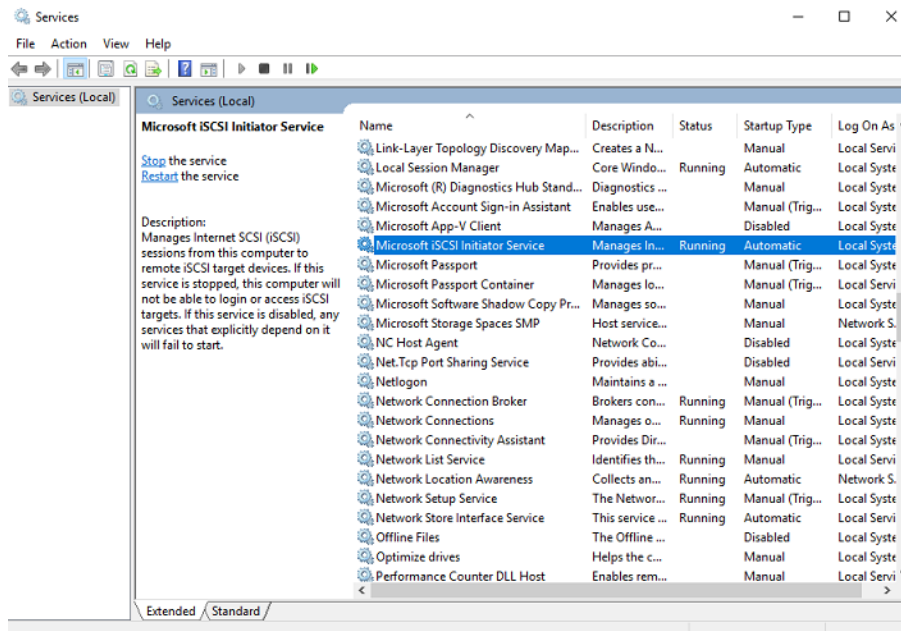 Services
File Action View Help
Services (Local)
Services (Local)
Microsoft iSCSI Initiator Service
Stop the service
Restart the service
Description:
Manages Internet SCSI (iSCSI)
sessions from this computer to
remote iSCSI target devices. If this
service is stopped, this computer will
not be able to login or access iSCSI
targets. If this service is disabled, any
services that explicitly depend on it
will fail to start.
Name Description Status Startup Type Log On As
Link-Layer Topology Discovery Map... Creates a N... Manual Local Servi
Local Session Manager Core Windo... Running Automatic Local Syste
Microsoft (R) Diagnostics Hub Stand... Diagnostics ... Manual Local Syste
Microsoft Account Sign-in Assistant Enables use... Manual (Trig... Local Syste
Microsoft App-V Client Manages A... Disabled Local Syste
Microsoft iSCSI Initiator Service Manages In... Running Automatic Local Syste
Microsoft Passport Provides pr... Manual (Trig... Local Syste
Microsoft Passport Container Manages lo... Manual (Trig... Local Servi
Microsoft Software Shadow Copy Pr... Manages so... Manual Local Syste
Microsoft Storage Spaces SMP Host service... Manual Network S.
NC Host Agent Network Co... Disabled Local Syste
Net.Tcp Port Sharing Service Provides abi... Disabled Local Servi
Netlogon Maintains a ... Manual Local Syste
Network Connection Broker Brokers con... Running Manual (Trig... Local Syste
Network Connections Manages o... Running Manual Local Syste
Network Connectivity Assistant Provides Dir... Manual (Trig... Local Syste
Network List Service Identifies th... Running Manual Local Servi
Network Location Awareness Collects an... Running Automatic Network S.
Network Setup Service The Networ... Running Manual (Trig... Local Syste
Network Store Interface Service This service ... Running Automatic Local Servi
Offline Files The Offline ... Disabled Local Syste
Optimize drives Helps the c... Manual Local Syste
Performance Counter DLL Host Enables rem... Manual Local Servi
Extended Standard